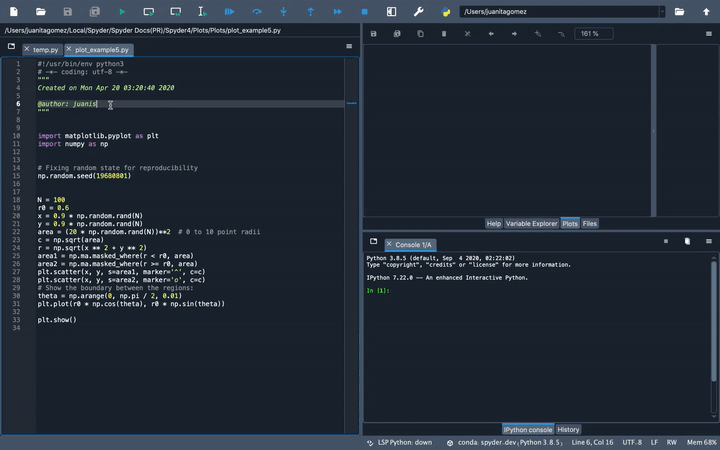 /Users/juanitagomez
/Users/juanitagomez/Local/Spyder/Spyder Docs(PR)/Spyder4/Plots/Plots/plot_example5.py
temp.py
plot_example5.py
161 %
1 #!/usr/bin/env python3
2 # -*- coding: utf-8 -*-
3 """
4 Created on Mon Apr 20 03:20:40 2020
5
6 @author: juanis
7 """
8
9
10 import matplotlib.pyplot as plt
11 import numpy as np
12
13
14 # Fixing random state for reproducibility
15 np.random.seed(19680801)
16
17
18 N = 100
19 r0 = 0.6
20 x = 0.9 * np.random.rand(N)
21 y = 0.9 * np.random.rand(N)
22 area = (20 * np.random.rand(N))**2 # 0 to 10 point radii
23 c = np.sqrt(area)
24 r = np.sqrt(x ** 2 + y ** 2)
25 area1 = np.ma.masked_where(r < r0, area)
26 area2 = np.ma.masked_where(r >= r0, area)
27 plt.scatter(x, y, s=area1, marker='^', c=c)
28 plt.scatter(x, y, s=area2, marker='o', c=c)
29 # Show the boundary between the regions:
30 theta = np.arange(0, np.pi / 2, 0.01)
31 plt.plot(r0 * np.cos(theta), r0 * np.sin(theta))
32
33 plt.show()
34
Help Variable Explorer Plots Files
Console 1/A
Python 3.8.5 (default, Sep 4 2020, 02:22:02)
Type "copyright", "credits" or "license" for more information.
IPython 7.22.0 -- An enhanced Interactive Python.
In [1]:
IPython console History
LSP Python: down conda: spyder-dev (Python 3.8.5) Line 6, Col 16 UTF-8 LF RW Mem 68%